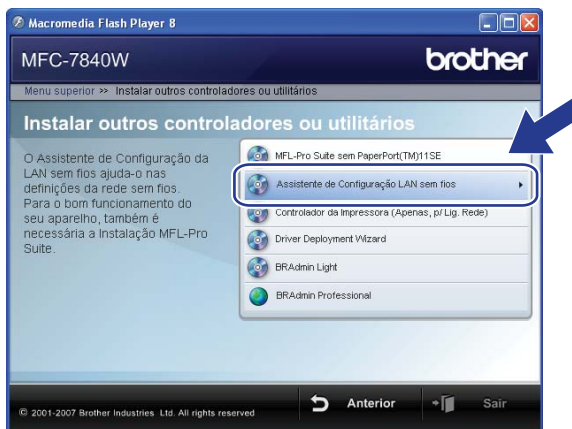 Macromedia Flash Player 8
MFC-7840W
brother
Menu superior >> Instalar outros controladores ou utilitários
Instalar outros controladores ou utilitários
O Assistente de Configuração da
LAN sem fios ajuda-o nas
definições da rede sem fios.
Para o bom funcionamento do
seu aparelho, também é
necessária a Instalação MFL-Pro
Suite.
MFL-Pro Suite sem PaperPort(TM)11SE
Assistente de Configuração LAN sem fios
Controlador da Impressora (Apenas, p/ Lig. Rede)
Driver Deployment Wizard
BRAdmin Light
BRAdmin Professional
© 2001-2007 Brother Industries Ltd. All rights reserved
Anterior
Sair